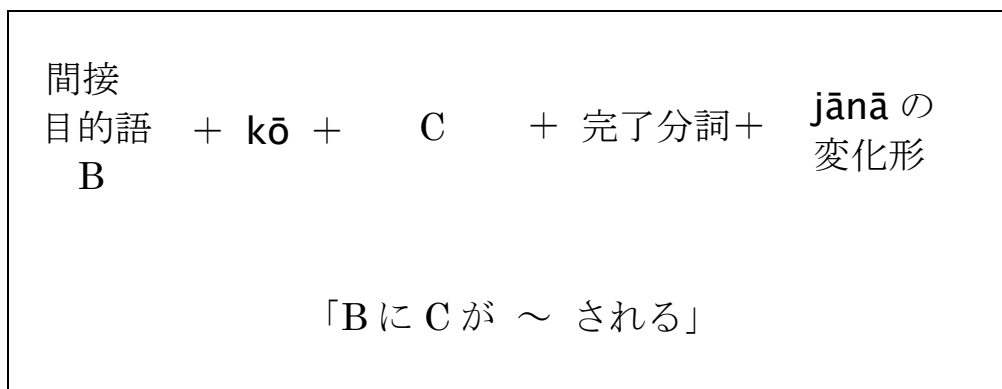 間接
目的語 + kō + C + 完了分詞+ jānā の
B 変化形
「B に C が ~ される」